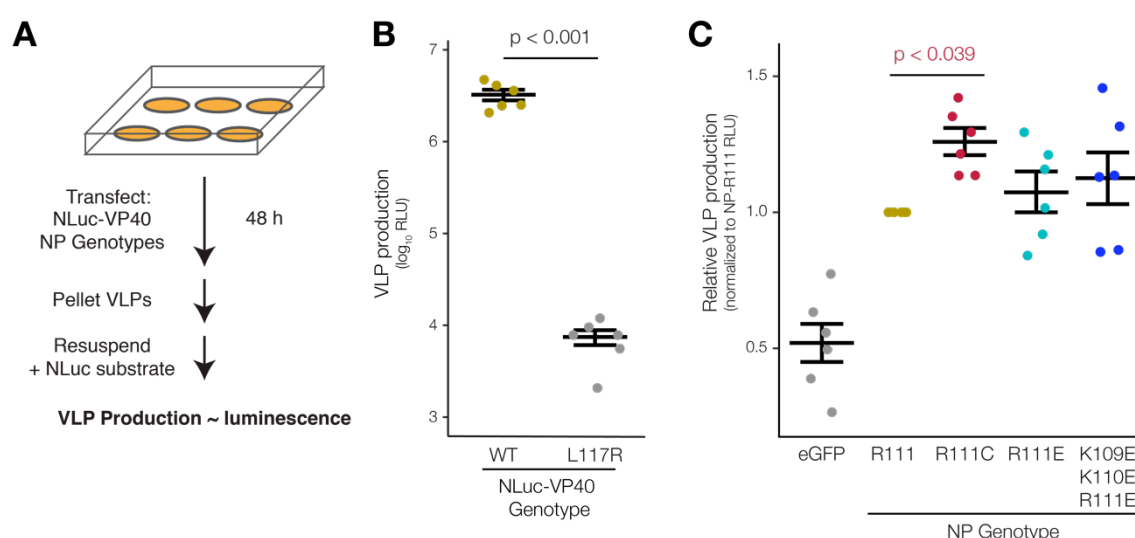 A
Transfect:
NLuc-VP40
NP Genotypes
48 h
Pellet VLPs
Resuspend
+ NLuc substrate
VLP Production ~ luminescence
B
p < 0.001
VLP production
(log₁₀ RLU)
7
6
5
4
3
WT L117R
NLuc-VP40
Genotype
C
p < 0.039
Relative VLP production
(normalized to NP-R111 RLU)
1.5
1.0
0.5
eGFP R111 R111C R111E K109E
K110E
R111E
NP Genotype